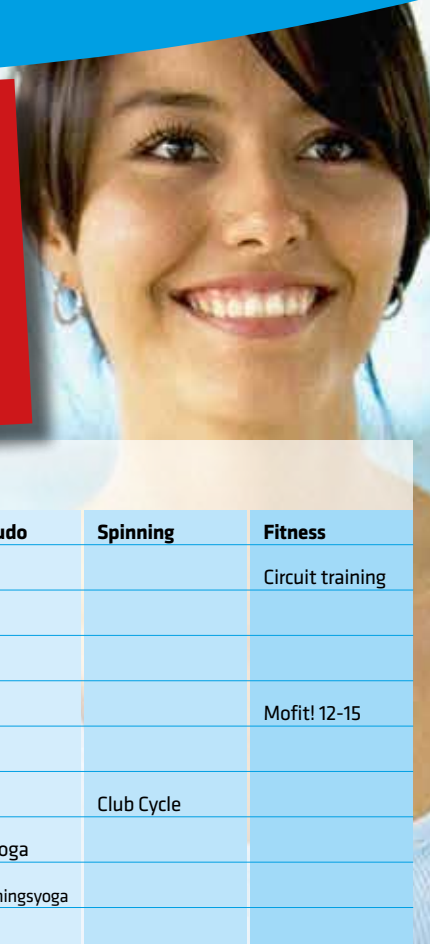 udo Spinning Fitness
Circuit training
Mofit! 12-15
Club Cycle
oga
ningsyoga